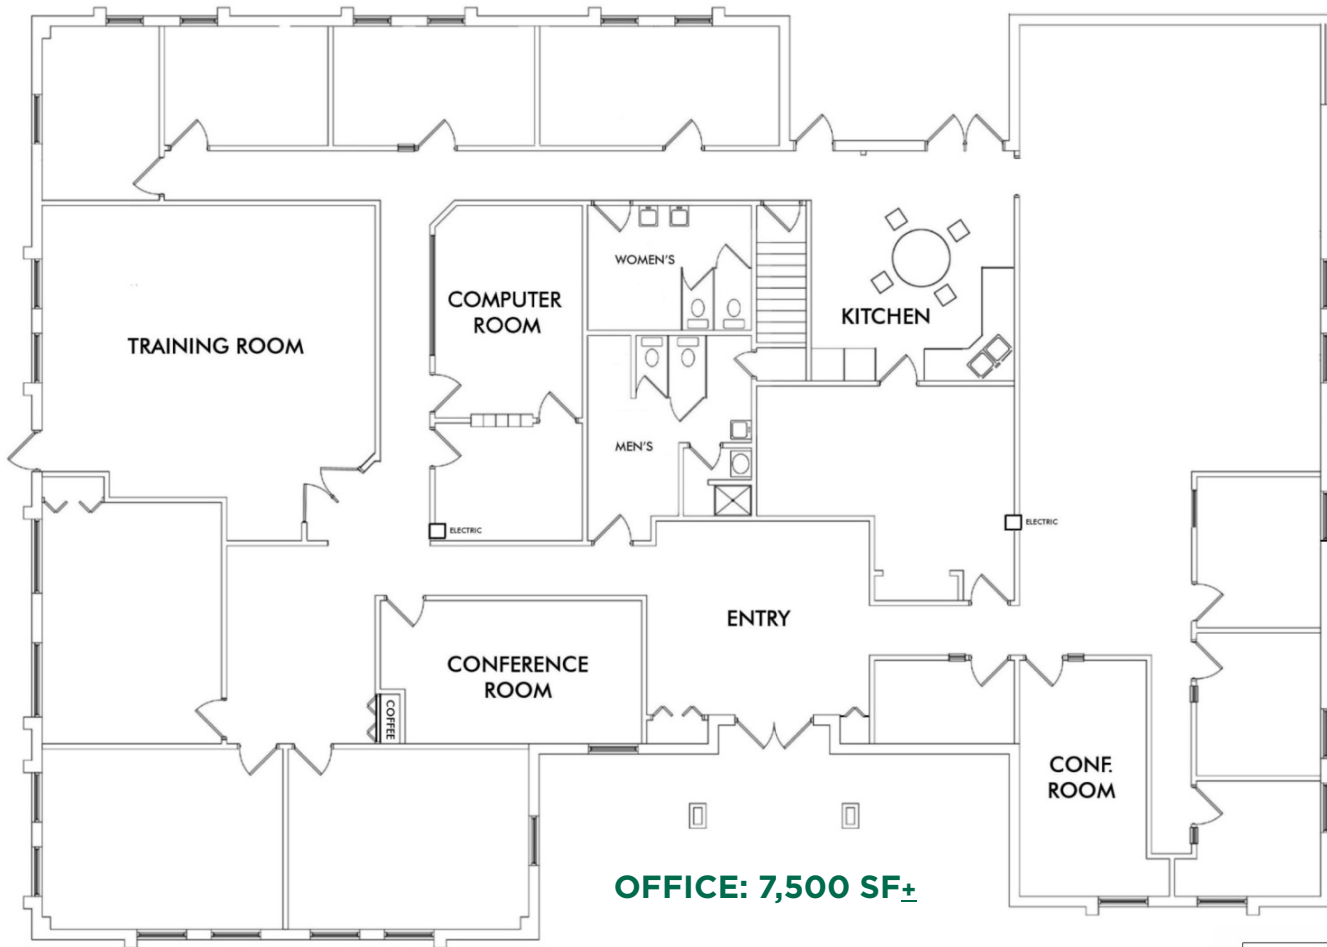 WOMEN'S
COMPUTER
ROOM
KITCHEN
TRAINING ROOM
MEN'S
ELECTRIC
ELECTRIC
ENTRY
CONFERENCE
ROOM
COFFEE
CONF.
ROOM
OFFICE: 7,500 SF±